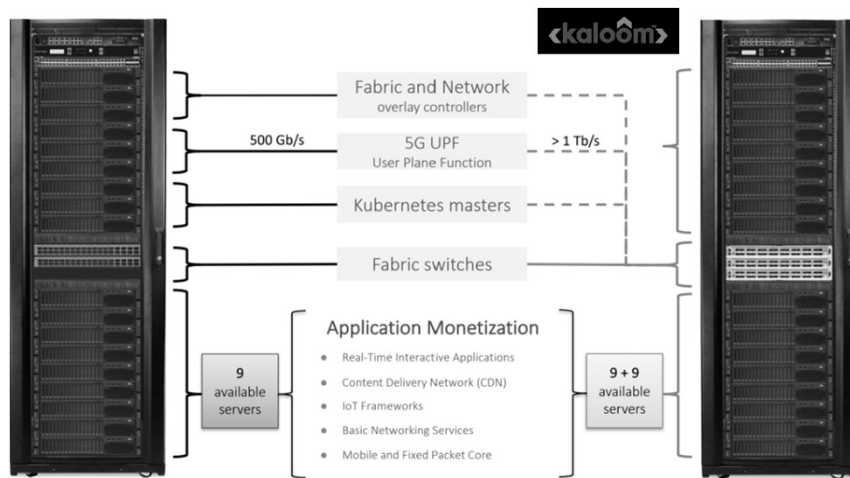 ‹kaloom›
Fabric and Network
overlay controllers
500 Gb/s
5G UPF
User Plane Function
> 1 Tb/s
Kubernetes masters
Fabric switches
Application Monetization
● Real-Time Interactive Applications
● Content Delivery Network (CDN)
● IoT Frameworks
● Basic Networking Services
● Mobile and Fixed Packet Core
9
available
servers
9 + 9
available
servers